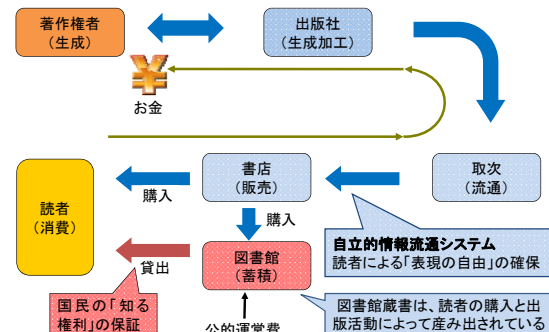 著作権者
（生成）
出版社
（生成加工）
お金
書店
（販売）
取次
（流通）
購入
読者
（消費）
購入
自立的情報流通システム
読者による「表現の自由」の確保
図書館
（蓄積）
貸出
国民の「知る
権利」の保証
公的運営費
図書館蔵書は、読者の購入と出
版活動によって産み出されている